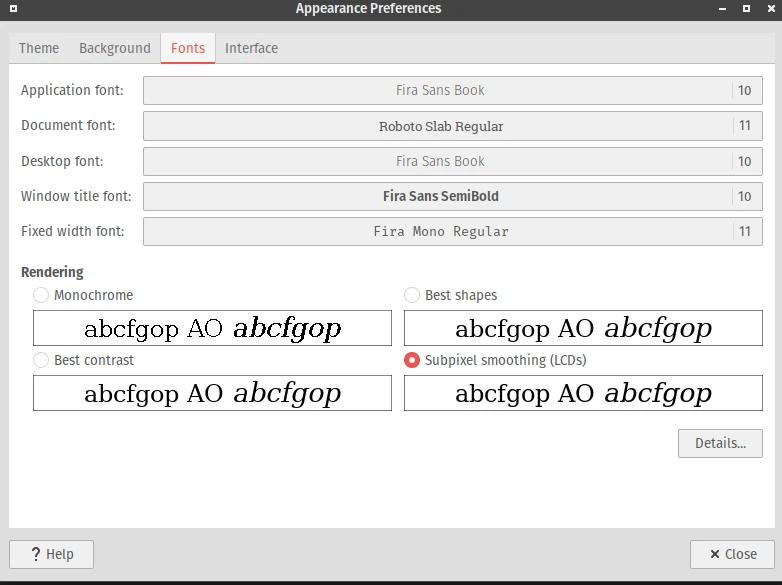 Appearance Preferences
Theme Background Fonts Interface
Application font: Fira Sans Book 10
Document font: Roboto Slab Regular 11
Desktop font: Fira Sans Book 10
Window title font: Fira Sans SemiBold 10
Fixed width font: Fira Mono Regular 11
Rendering
Monochrome Best shapes
abcfgop AO abcfgop abcfgop AO abcfgop
Best contrast Subpixel smoothing (LCDs)
abcfgop AO abcfgop abcfgop AO abcfgop
Details...
? Help Close